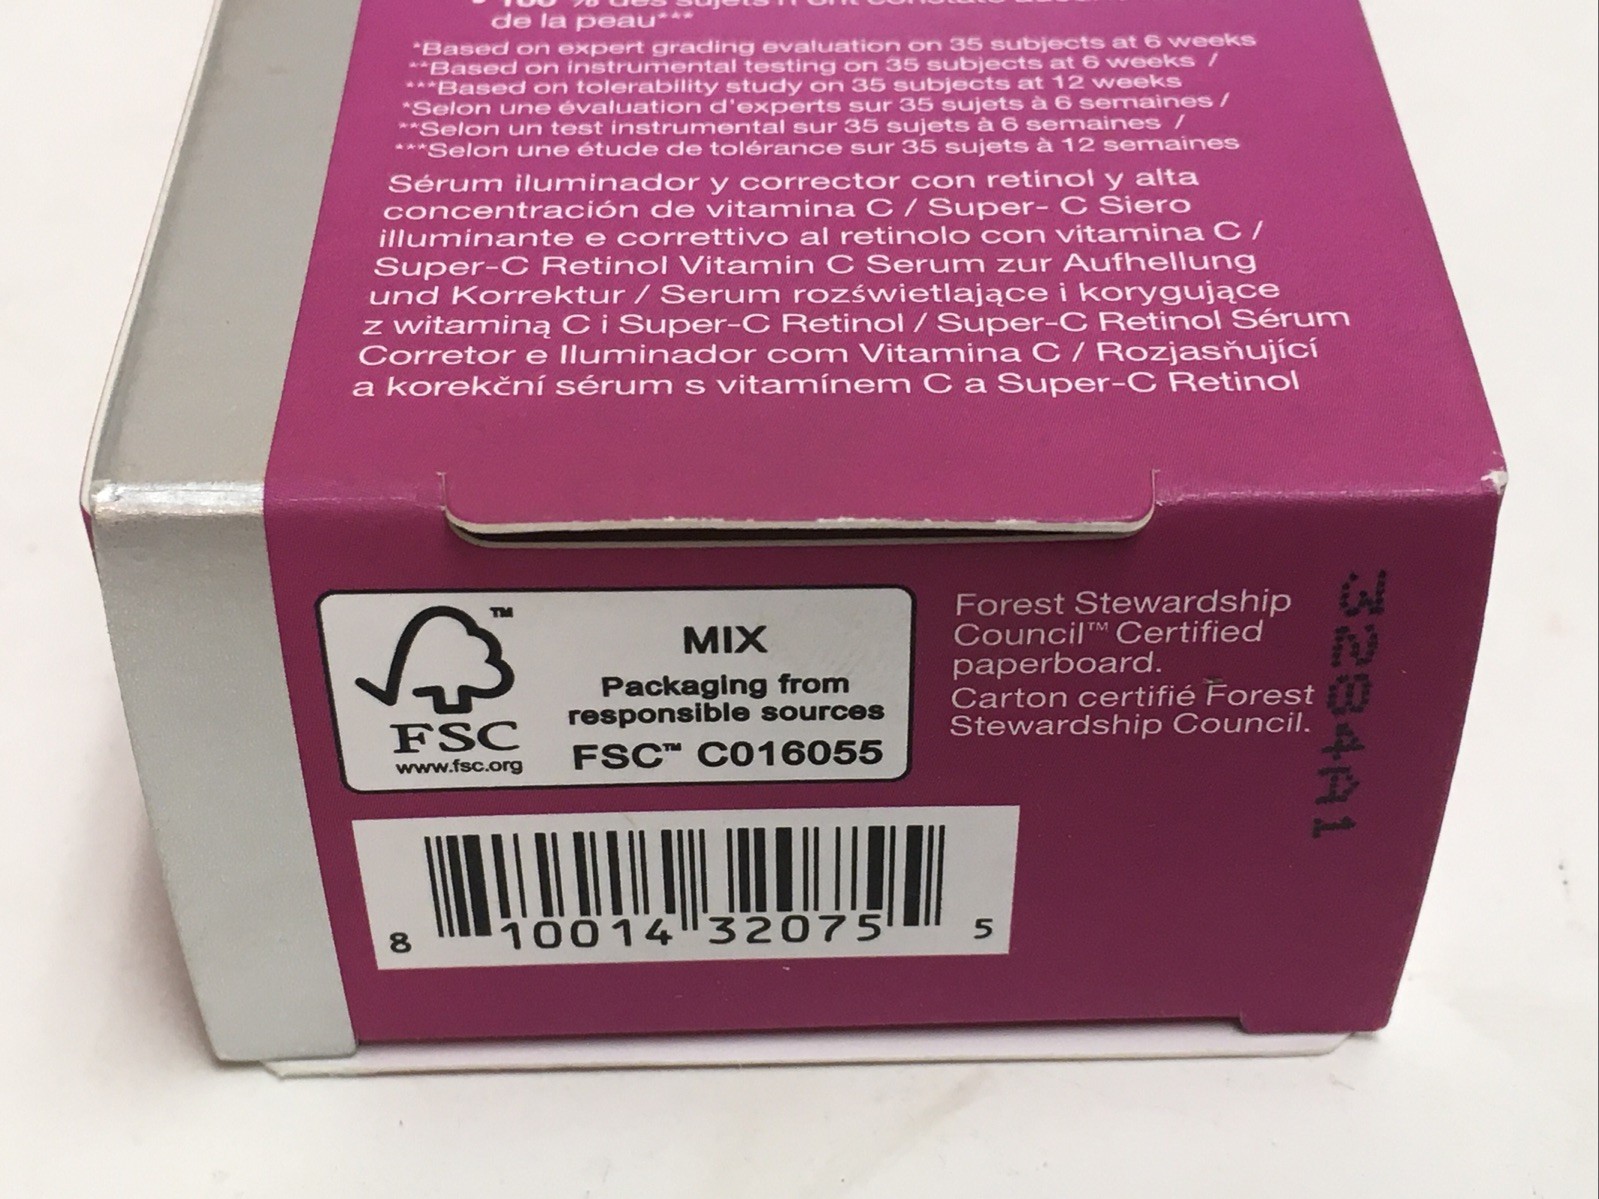 de la peau***
*Based on expert grading evaluation on 35 subjects at 6 weeks
**Based on instrumental testing on 35 subjects at 6 weeks /
***Based on tolerability study on 35 subjects at 12 weeks
*Selon une évaluation d'experts sur 35 sujets à 6 semaines /
**Selon un test instrumental sur 35 sujets à 6 semaines /
***Selon une étude de tolérance sur 35 sujets à 12 semaines
Sérum iluminador y corrector con retinol y alta
concentración de vitamina C / Super- C Siero
illuminante e correttivo al retinolo con vitamina C /
Super-C Retinol Vitamin C Serum zur Aufhellung
und Korrektur / Serum rozświetlające i korygujące
z witaminą C i Super-C Retinol / Super-C Retinol Sérum
Corretor e Iluminador com Vitamina C / Rozjasňující
a korekční sérum s vitamínem C a Super-C Retinol
TM
FSC
www.fsc.org
MIX
Packaging from
responsible sources
FSC™ C016055
Forest Stewardship
Council™ Certified
paperboard.
Carton certifié Forest
Stewardship Council.
3284A1
8 10014 32075 5